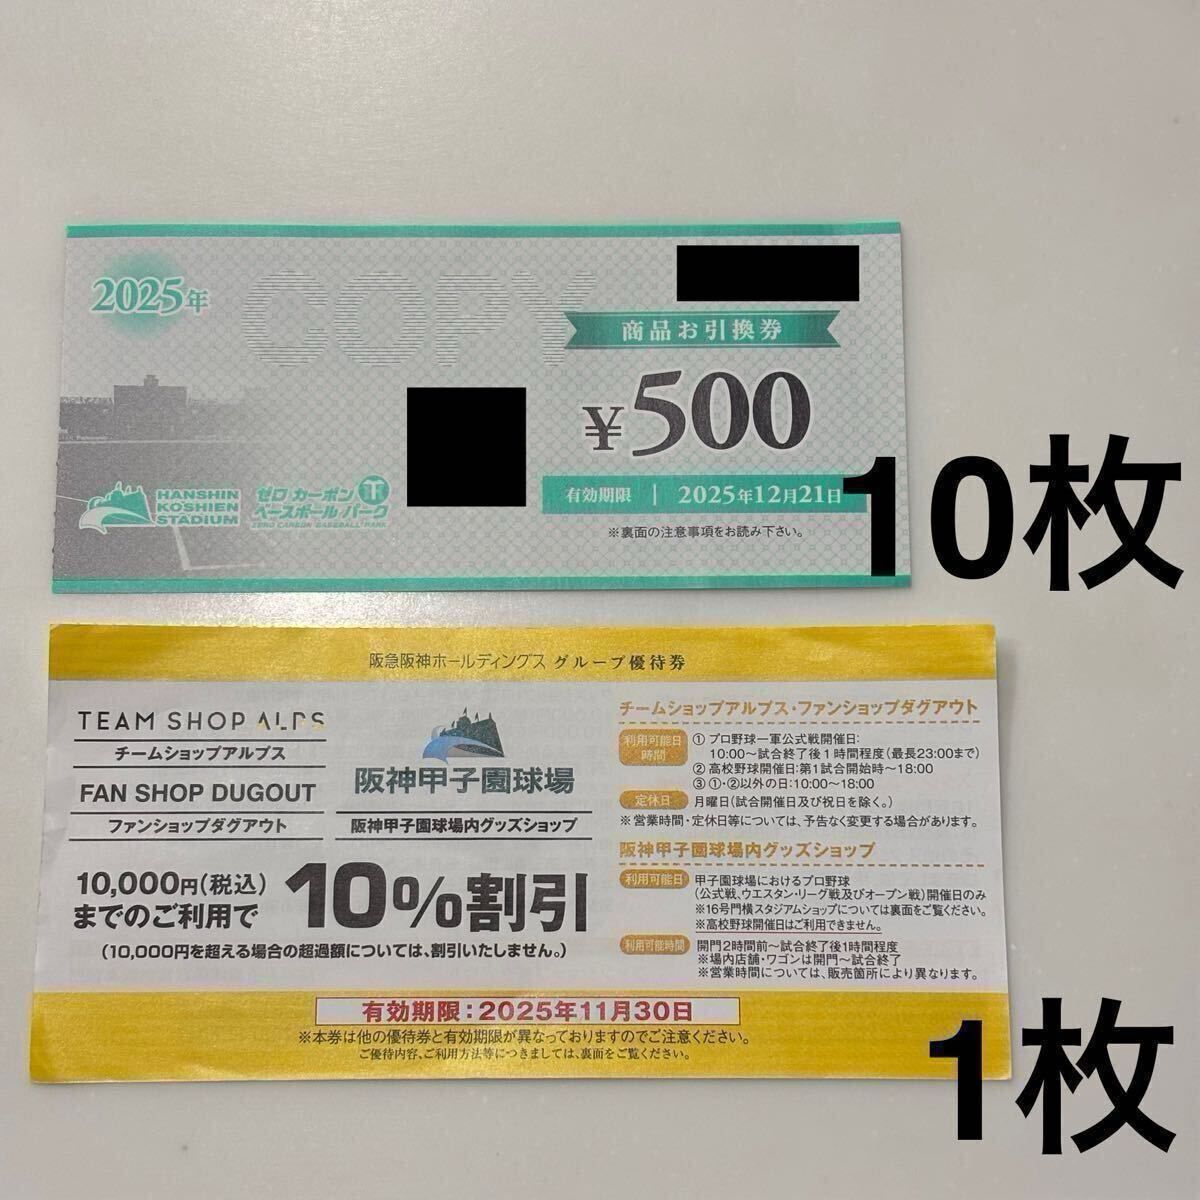 2025年
COPY
商品お引換券
¥500
有効期限 | 2025年12月21日
※裏面の注意事項をお読み下さい。
HANSHIN
KOSHIEN
STADIUM
ゼロ カーボン
ベースボール パーク
ZERO CARBON BASEBALL PARK
10枚
阪急阪神ホールディングス グループ優待券
TEAM SHOP ALPS
チームショップアルプス
FAN SHOP DUGOUT
ファンショップダグアウト
阪神甲子園球場
阪神甲子園球場内グッズショップ
10,000円(税込)
までのご利用で
10%割引
(10,000円を超える場合の超過額については、割引いたしません。)
チームショップアルプス・ファンショップダグアウト
利用可能日
時間
① プロ野球一軍公式戦開催日:
10:00~試合終了後1時間程度(最長23:00まで)
② 高校野球開催日:第1試合開始時~18:00
③ ①・②以外の日:10:00~18:00
定休日 月曜日(試合開催日及び祝日を除く。)
※営業時間・定休日等については、予告なく変更する場合があります。
阪神甲子園球場内グッズショップ
利用可能日 甲子園球場におけるプロ野球
(公式戦、ウエスタン・リーグ戦及びオープン戦)開催日のみ
※16号門横スタジアムショップについては裏面をご覧ください。
※高校野球開催日はご利用できません。
利用可能時間 開門2時間前~試合終了後1時間程度
※場内店舗・ワゴンは開門~試合終了
※営業時間については、販売箇所により異なります。
有効期限:2025年11月30日
※本券は他の優待券と有効期限が異なっておりますのでご注意ください。
ご優待内容、ご利用方法等につきましては、裏面をご覧ください。
1枚